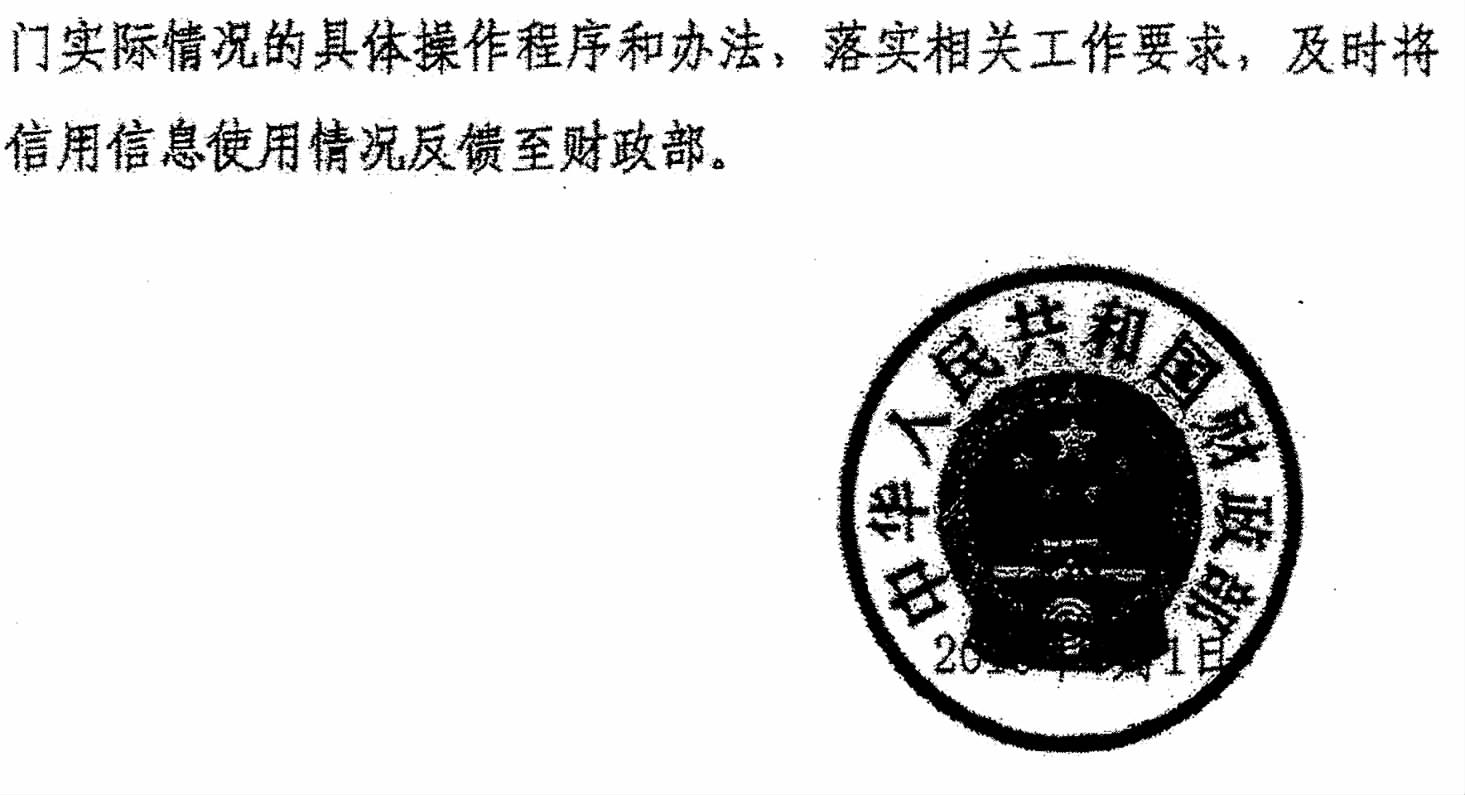 门实际情况的具体操作程序和办法，落实相关工作要求，及时将
信用信息使用情况反馈至财政部。
中华人民共和国财政部
1日